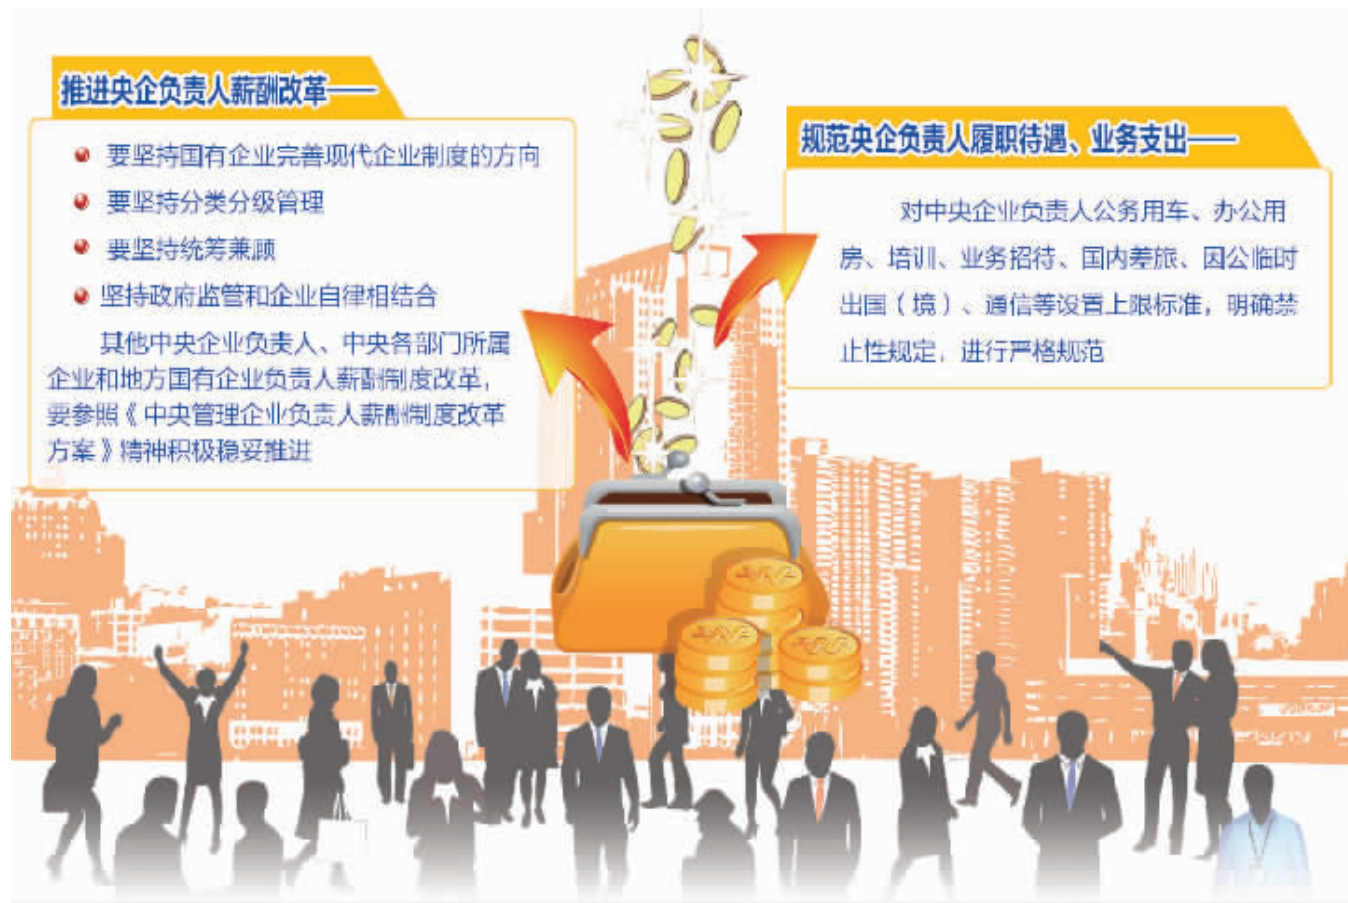 推进央企负责人薪酬改革——
要坚持国有企业完善现代企业制度的方向
要坚持分类分级管理
要坚持统筹兼顾
坚持政府监管和企业自律相结合
其他中央企业负责人、中央各部门所属
企业和地方国有企业负责人薪酬制度改革，
要参照《中央管理企业负责人薪酬制度改革
方案》精神积极稳妥推进
规范央企负责人履职待遇、业务支出——
对中央企业负责人公务用车、办公用
房、培训、业务招待、国内差旅、因公临时
出国（境）、通信等设置上限标准，明确禁
止性规定，进行严格规范